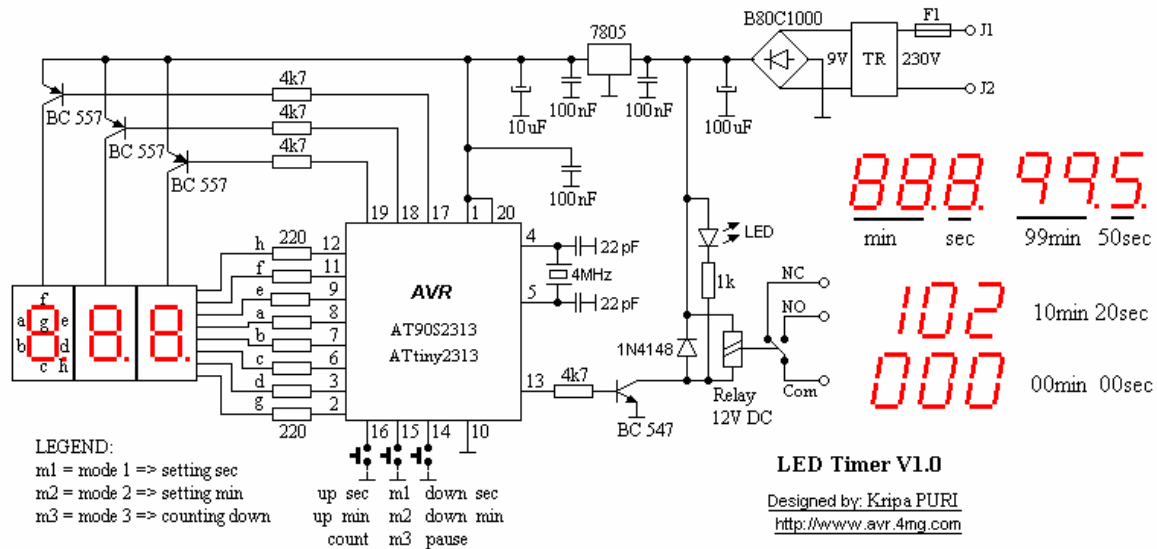 B80C1000
F1
J1
7805
9V
TR
230V
J2
4k7
100nF
100nF
BC 557
10uF
100uF
4k7
BC 557
4k7
BC 557
100nF
88.8.
99.5.
19
18
17
1
20
min
sec
99min
50sec
h
220
12
4
22pF
LED
f
11
AVR
4MHz
NC
e
9
5
22pF
1k
102
10min 20sec
a
8
AT90S2313
NO
b
7
ATtiny2313
1N4148
c
6
000
00min 00sec
d
3
13
4k7
Com
g
2
Relay
220
12V DC
f
a
g
e
b
d
c
h
8.
8.
8.
16
15
14
10
BC 547
LEGEND:
m1 = mode 1 => setting sec
m2 = mode 2 => setting min
m3 = mode 3 => counting down
up sec m1 down sec
up min m2 down min
count m3 pause
LED Timer V1.0
Designed by: Kripa PURI
http://www.avr.4mg.com